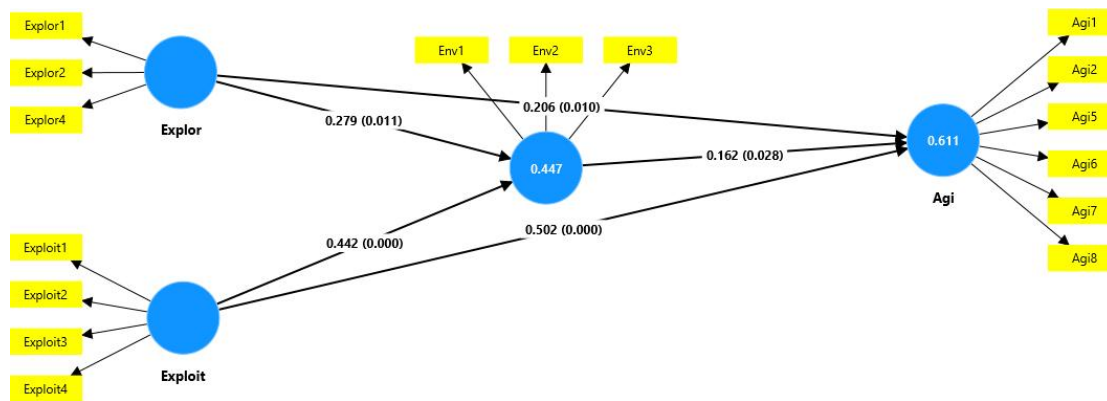 Explor1
Explor2
Explor4
Explor
Env1
Env2
Env3
Agi1
Agi2
Agi5
Agi6
Agi7
Agi8
0.206 (0.010)
0.279 (0.011)
0.447
0.162 (0.028)
0.611
Agi
0.442 (0.000)
0.502 (0.000)
Exploit1
Exploit2
Exploit3
Exploit4
Exploit